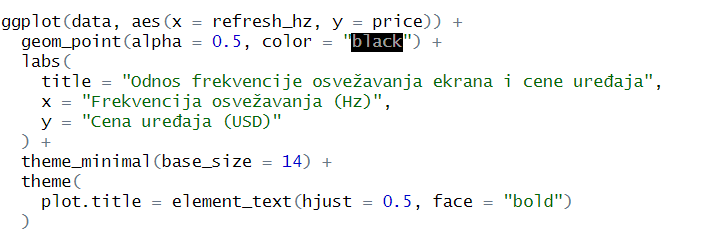 ggplot(data, aes(x = refresh_hz, y = price)) +
  geom_point(alpha = 0.5, color = "black") +
  labs(
    title = "Odnos frekvencije osvežavanja ekrana i cene uređaja",
    x = "Frekvencija osvežavanja (Hz)",
    y = "Cena uređaja (USD)"
  ) +
  theme_minimal(base_size = 14) +
  theme(
    plot.title = element_text(hjust = 0.5, face = "bold")
  )